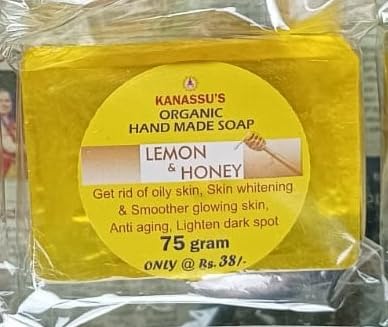 KANASSU'S
ORGANIC
HAND MADE SOAP
LEMON
&
HONEY
Get rid of oily skin, Skin whitening
& Smoother glowing skin,
Anti aging, Lighten dark spot
75 gram
ONLY @ Rs. 38/-